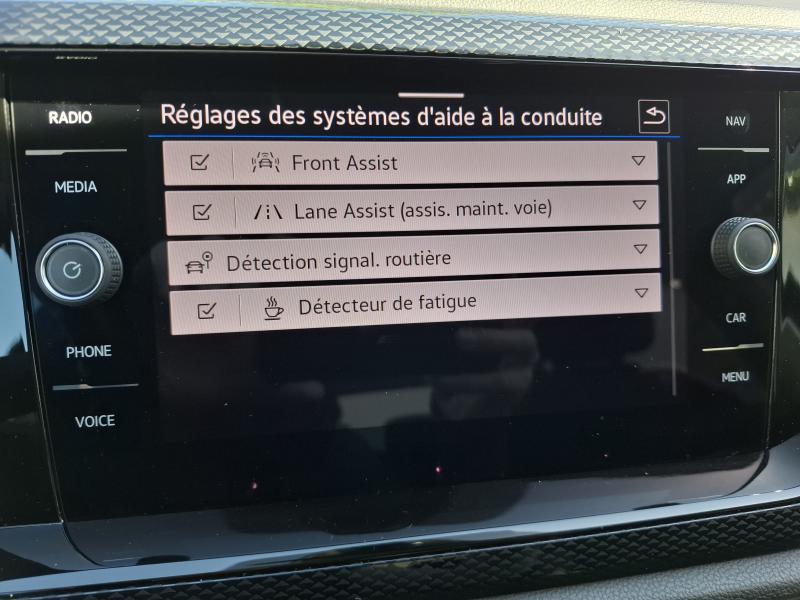 RADIO
MEDIA
PHONE
VOICE
Réglages des systèmes d'aide à la conduite
Front Assist
Lane Assist (assis. maint. voie)
Détection signal. routière
Détecteur de fatigue
NAV
APP
CAR
MENU